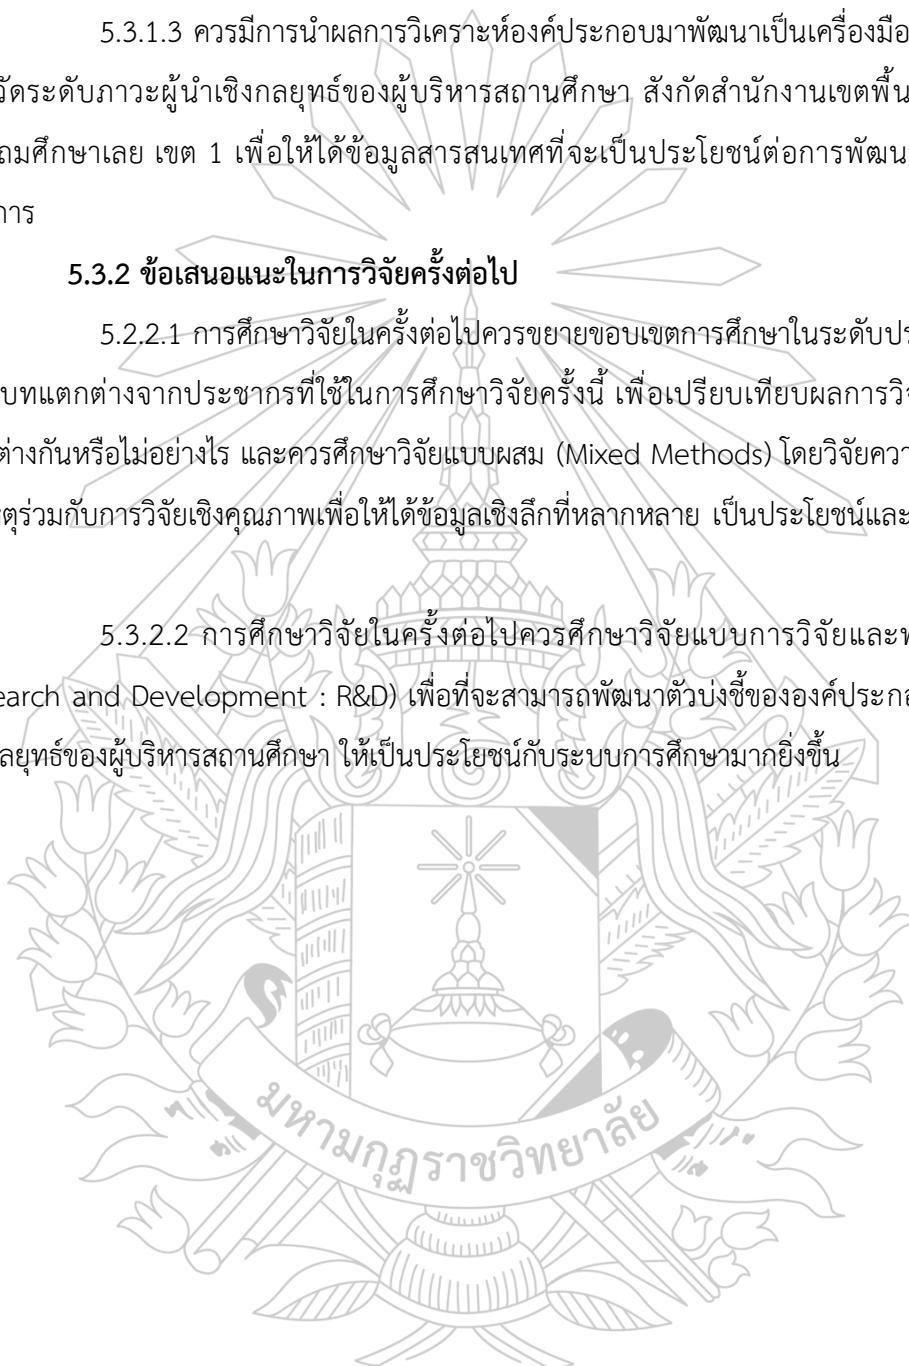 5.3.1.3 ควรมีการนำผลการวิเคราะห์องค์ประกอบมาพัฒนาเป็นเครื่องมือ
วัดระดับภาวะผู้นำเชิงกลยุทธ์ของผู้บริหารสถานศึกษา สังกัดสำนักงานเขตพื้น
ถมศึกษาเลย เขต 1 เพื่อให้ได้ข้อมูลสารสนเทศที่จะเป็นประโยชน์ต่อการพัฒน
การ
5.3.2 ข้อเสนอแนะในการวิจัยครั้งต่อไป
5.2.2.1 การศึกษาวิจัยในครั้งต่อไปควรขยายขอบเขตการศึกษาในระดับปร
บทแตกต่างจากประชากรที่ใช้ในการศึกษาวิจัยครั้งนี้ เพื่อเปรียบเทียบผลการวิจ
ต่างกันหรือไม่อย่างไร และควรศึกษาวิจัยแบบผสม (Mixed Methods) โดยวิจัยควา
ตุร่วมกับการวิจัยเชิงคุณภาพเพื่อให้ได้ข้อมูลเชิงลึกที่หลากหลาย เป็นประโยชน์และ
5.3.2.2 การศึกษาวิจัยในครั้งต่อไปควรศึกษาวิจัยแบบการวิจัยและพ
earch and Development : R&D) เพื่อที่จะสามารถพัฒนาตัวบ่งชี้ขององค์ประกอ
ลยุทธ์ของผู้บริหารสถานศึกษา ให้เป็นประโยชน์กับระบบการศึกษามากยิ่งขึ้น
มหามกุฏราชวิทยาลัย